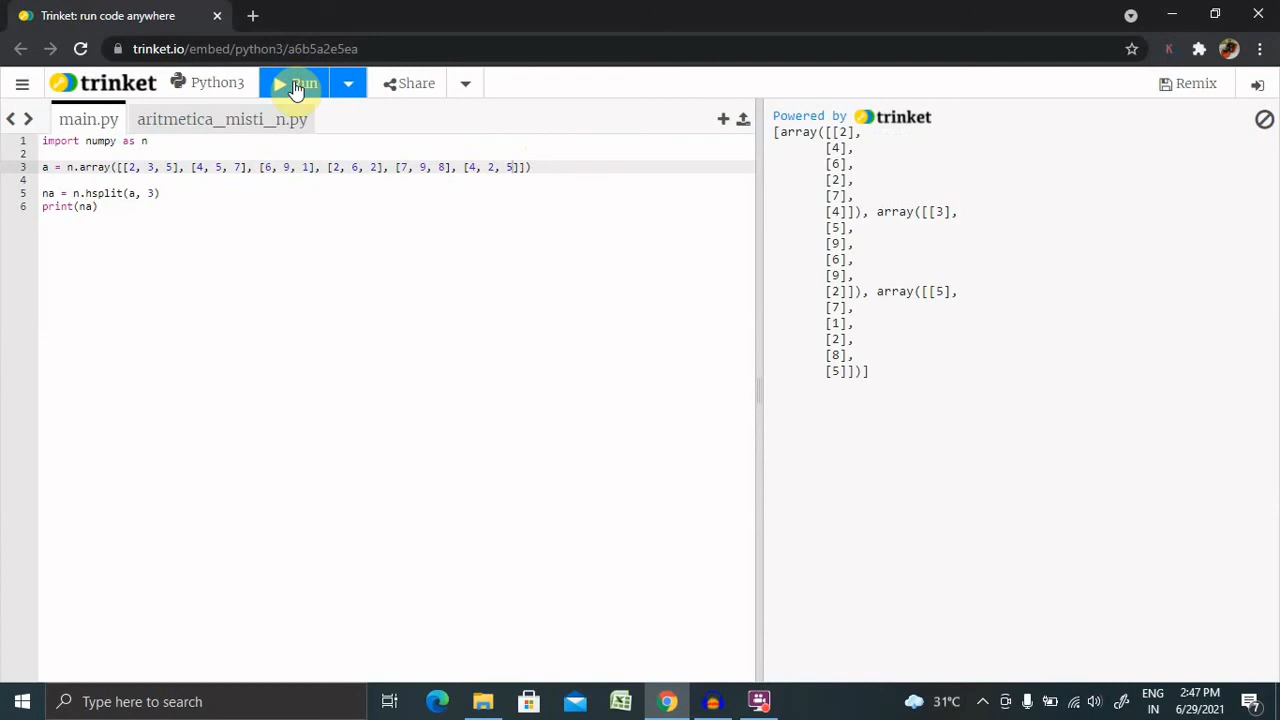 Trinket: run code anywhere
trinket.io/embed/python3/a6b5a2e5ea
K
trinket Python3 Run Share Remix
main.py aritmetica_misti_n.py
Powered by trinket
1 import numpy as n
2
3 a = n.array([[2, 3, 5], [4, 5, 7], [6, 9, 1], [2, 6, 2], [7, 9, 8], [4, 2, 5]])
4
5 na = n.hsplit(a, 3)
6 print(na)
[array([[2],
[4],
[6],
[2],
[7],
[4]]), array([[3],
[5],
[9],
[6],
[9],
[2]]), array([[5],
[7],
[1],
[2],
[8],
[5]])]
Type here to search
31°C
ENG
IN
2:47 PM
6/29/2021
7